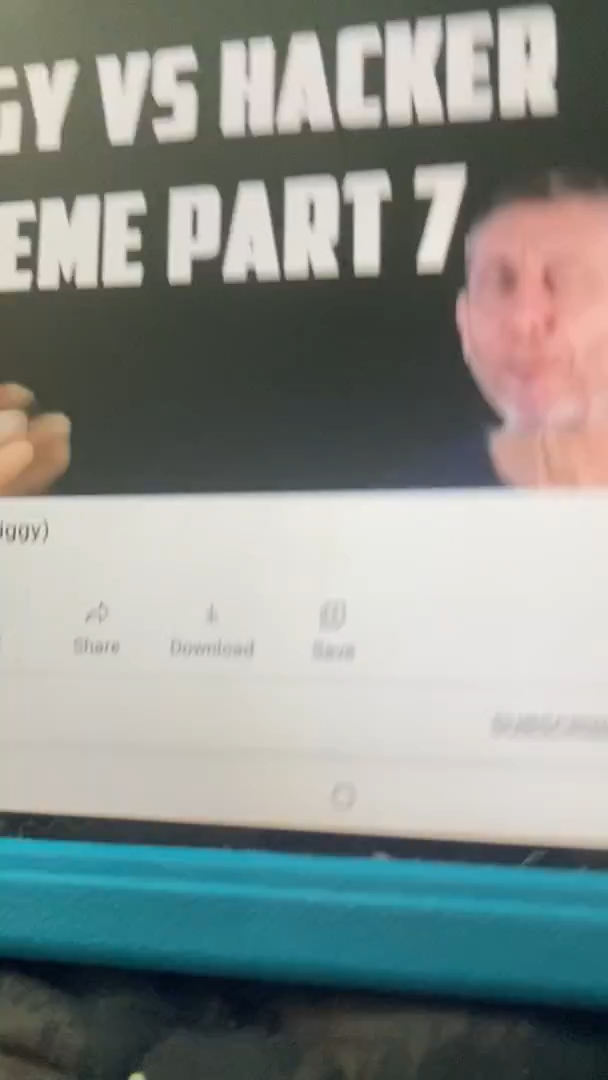 GY VS HACKER
EME PART 7
iggy)
Share
Download
Save